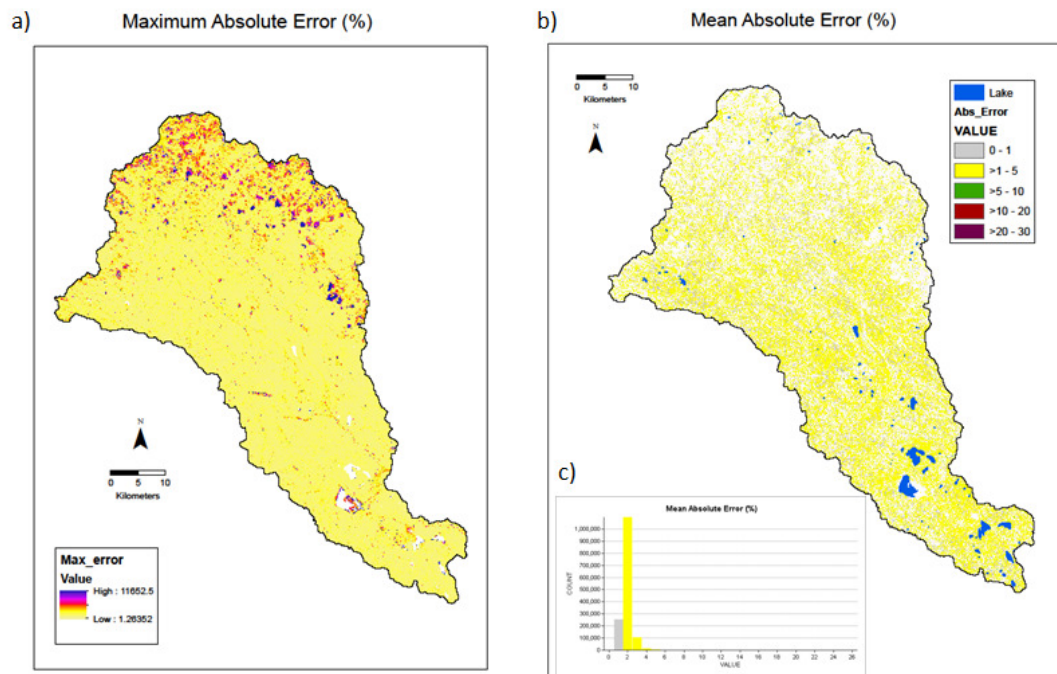 a)
Maximum Absolute Error (%)
N
0 5 10
Kilometers
Max_error
Value
High : 11652.5
Low : 1.26352
b)
Mean Absolute Error (%)
0 5 10
Kilometers
N
Lake
Abs_Error
VALUE
0 - 1
>1 - 5
>5 - 10
>10 - 20
>20 - 30
c)
Mean Absolute Error (%)
1,000,000
900,000
800,000
700,000
600,000
500,000
400,000
300,000
200,000
100,000
0
COUNT
0 2 4 6 8 10 12 14 16 18 20 22 24 26
VALUE